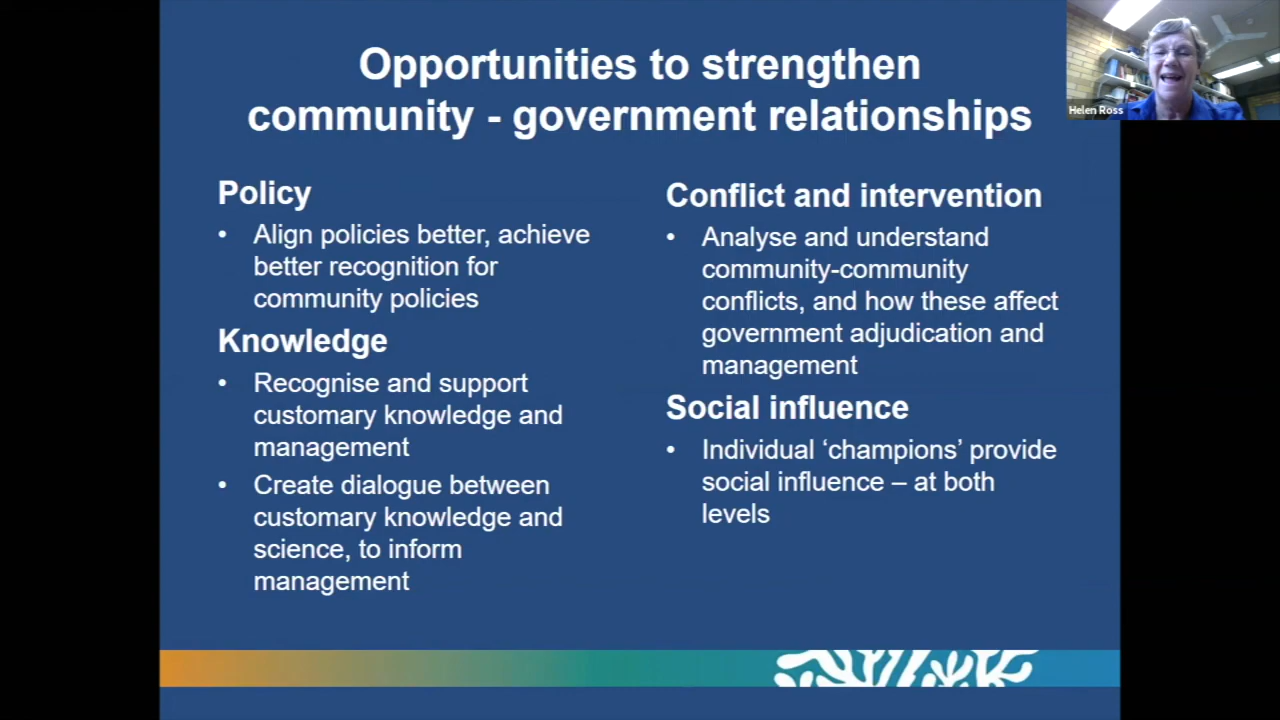 Opportunities to strengthen
community - government relationships
Helen Ross
Policy
• Align policies better, achieve
better recognition for
community policies
Knowledge
• Recognise and support
customary knowledge and
management
• Create dialogue between
customary knowledge and
science, to inform
management
Conflict and intervention
• Analyse and understand
community-community
conflicts, and how these affect
government adjudication and
management
Social influence
• Individual ‘champions’ provide
social influence – at both
levels